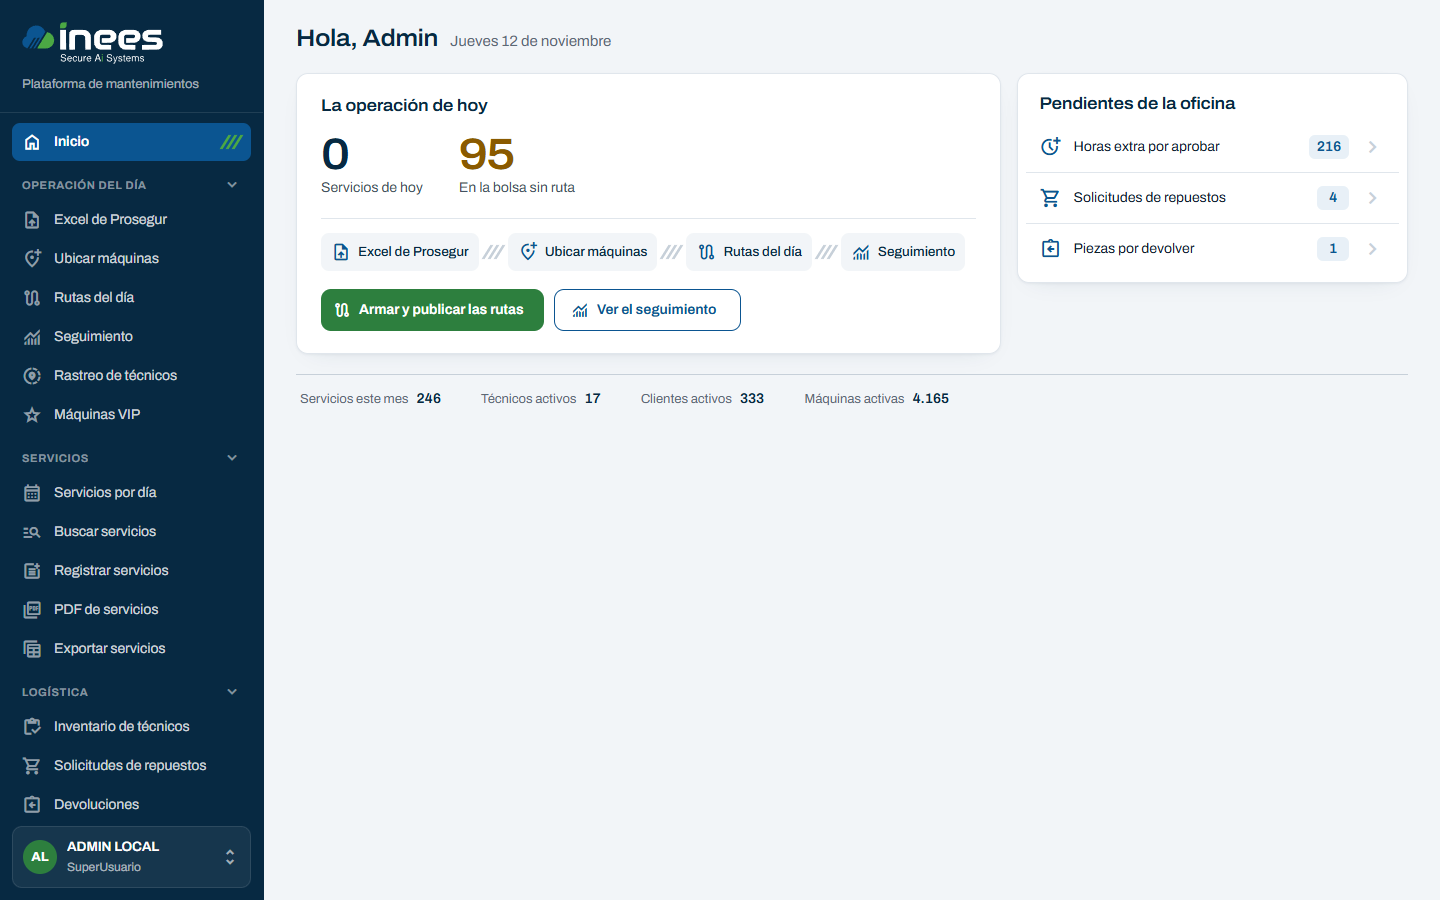 inees
Secure Ai Systems
Plataforma de mantenimientos
Inicio
OPERACIÓN DEL DÍA
Excel de Prosegur
Ubicar máquinas
Rutas del día
Seguimiento
Rastreo de técnicos
Máquinas VIP
SERVICIOS
Servicios por día
Buscar servicios
Registrar servicios
PDF de servicios
Exportar servicios
LOGÍSTICA
Inventario de técnicos
Solicitudes de repuestos
Devoluciones
AL
ADMIN LOCAL
SuperUsuario
Hola, Admin Jueves 12 de noviembre
La operación de hoy
0
Servicios de hoy
95
En la bolsa sin ruta
Excel de Prosegur
Ubicar máquinas
Rutas del día
Seguimiento
Armar y publicar las rutas
Ver el seguimiento
Pendientes de la oficina
Horas extra por aprobar 216
Solicitudes de repuestos 4
Piezas por devolver 1
Servicios este mes 246
Técnicos activos 17
Clientes activos 333
Máquinas activas 4.165